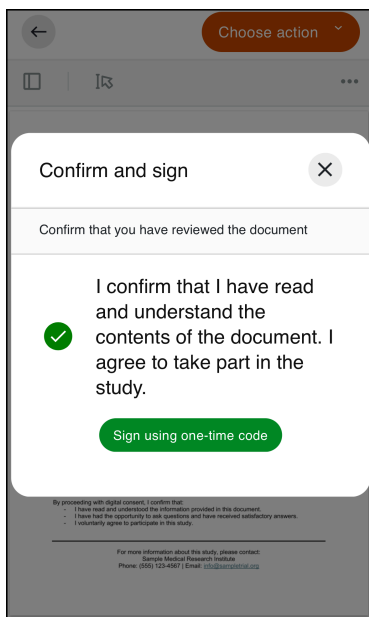 Choose action
Confirm and sign
Confirm that you have reviewed the document
I confirm that I have read
and understand the
contents of the document. I
agree to take part in the
study.
Sign using one-time code
By proceeding with digital consent, I confirm that:
- I have read and understood the information provided in this document.
- I have had the opportunity to ask questions and have received satisfactory answers.
- I voluntarily agree to participate in this study.
For more information about this study, please contact:
Sample Medical Research Institute
Phone: (555) 123-4567 | Email: info@sampletrial.org